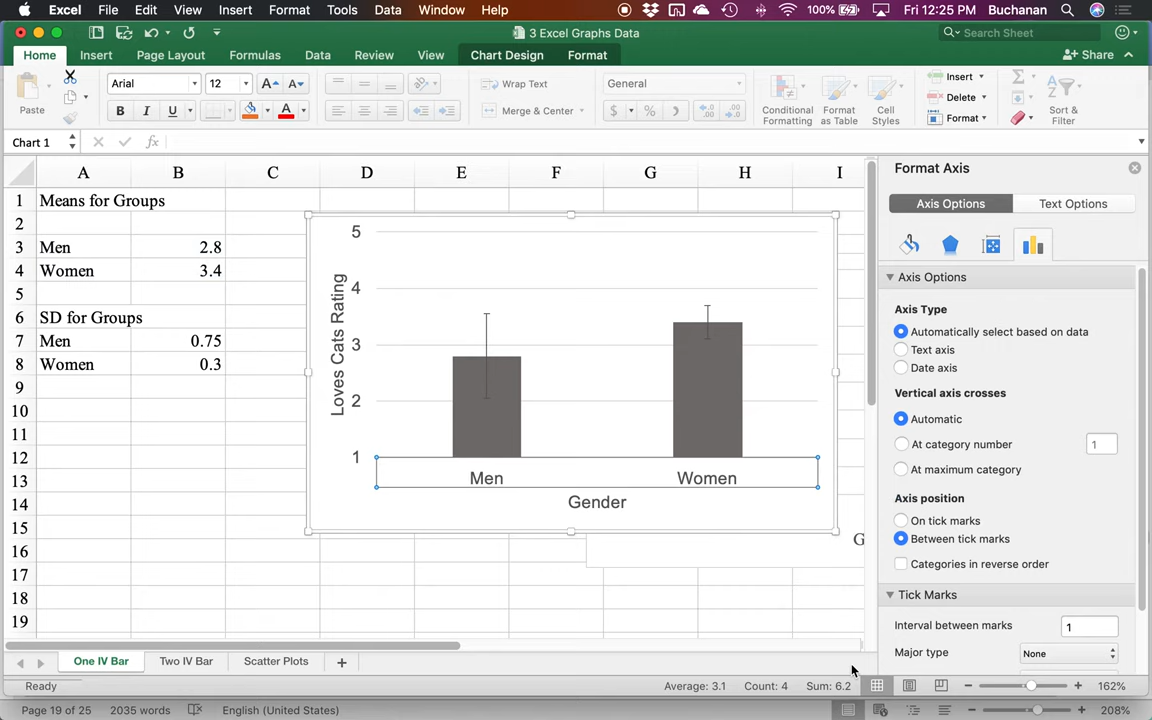 Excel File Edit View Insert Format Tools Data Window Help 100% Fri 12:25 PM Buchanan
3 Excel Graphs Data Search Sheet
Home Insert Page Layout Formulas Data Review View Chart Design Format Share
Paste Arial 12 Wrap Text General Conditional Formatting Format as Table Cell Styles Insert Delete Format Sort & Filter
B I U A Merge & Center $ % )
Chart 1 fx
A B C D E F G H I
1 Means for Groups
2
3 Men 2.8
4 Women 3.4
5
6 SD for Groups
7 Men 0.75
8 Women 0.3
9
10
11
12
13
14
15
16
17
18
19
5
4
3
2
1
Loves Cats Rating
Men Women
Gender
G
Format Axis
Axis Options Text Options
Axis Options
Axis Type
Automatically select based on data
Text axis
Date axis
Vertical axis crosses
Automatic
At category number 1
At maximum category
Axis position
On tick marks
Between tick marks
Categories in reverse order
Tick Marks
Interval between marks 1
Major type None
One IV Bar Two IV Bar Scatter Plots +
Ready Average: 3.1 Count: 4 Sum: 6.2 162%
Page 19 of 25 2035 words English (United States) 208%